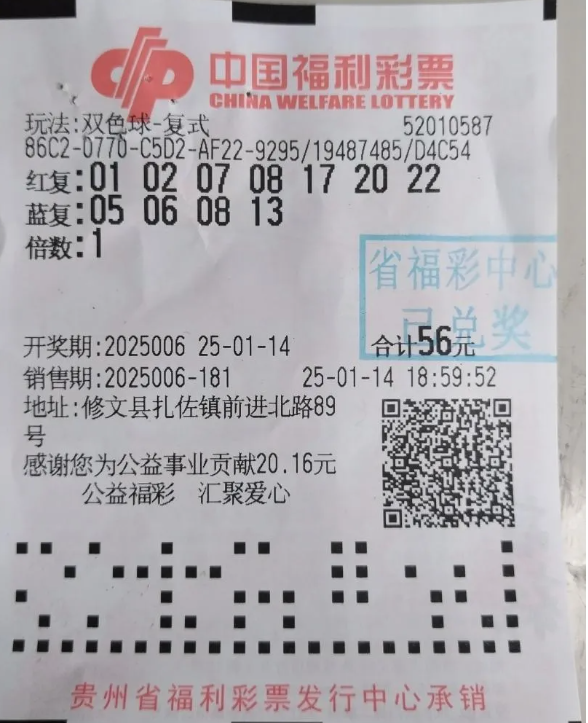 中国福利彩票
CHINA WELFARE LOTTERY
玩法:双色球-复式 52010587
86C2-0770-C5D2-AF22-9295/19487485/D4C54
红复:01 02 07 08 17 20 22
蓝复:05 06 08 13
倍数:1
省福彩中心
已兑奖
开奖期:2025006 25-01-14 合计56元
销售期:2025006-181 25-01-14 18:59:52
地址:修文县扎佐镇前进北路89
号
感谢您为公益事业贡献20.16元
公益福彩 汇聚爱心
贵州省福利彩票发行中心承销